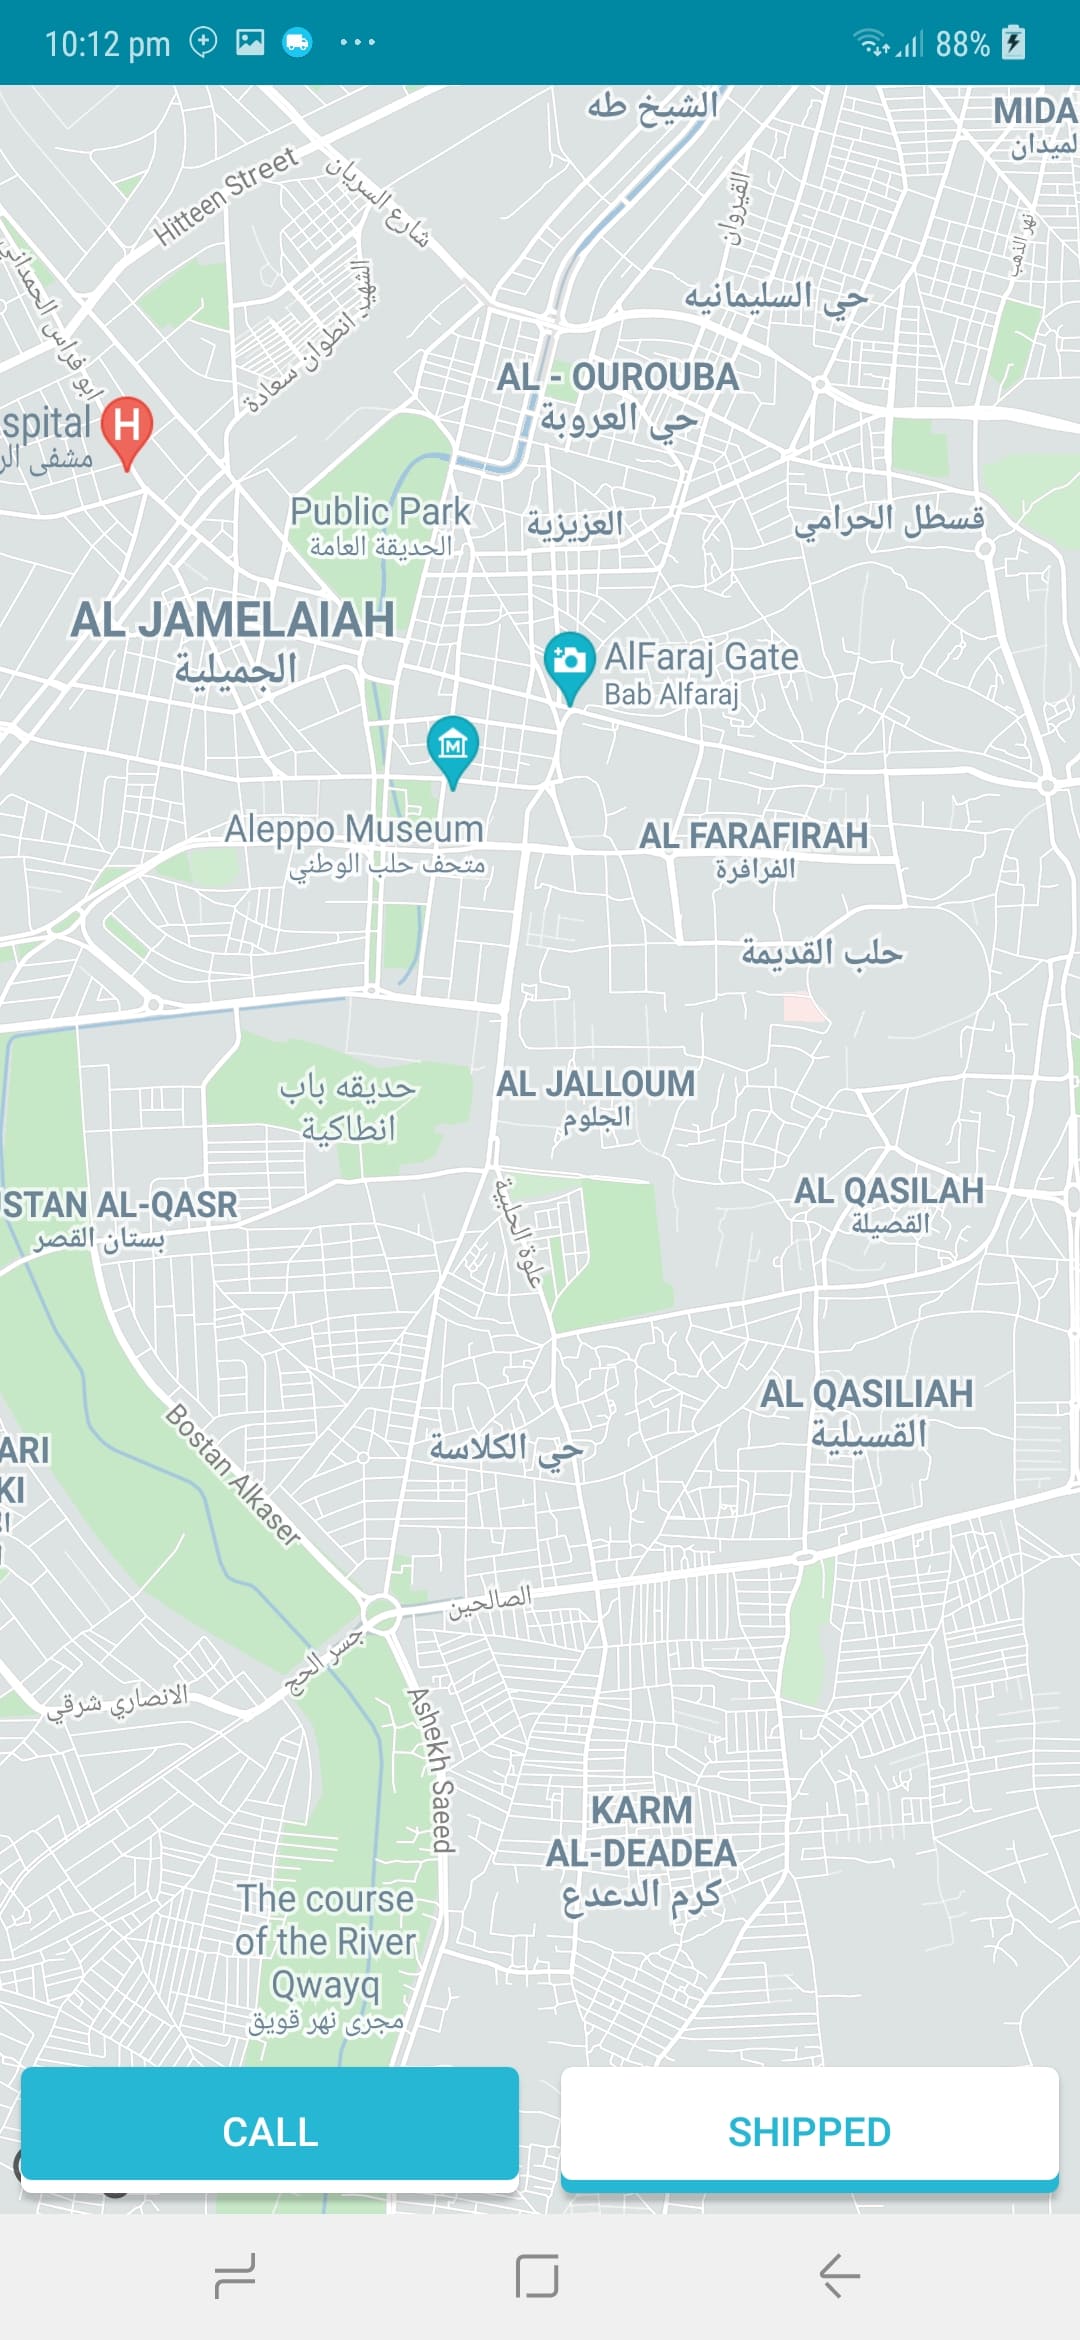 10:12 pm
88%
الشيخ طه
MIDA
لميدان
Hitteen Street
شارع السريان
القيروان
نهر الذهب
ابو فراس الحمداني
الشهيد انطوان سعادة
حي السليمانيه
AL - OUROUBA
حي العروبة
spital
H
مشفى الر
Public Park
الحديقة العامة
العزيزية
قسطل الحرامي
AL JAMELAIAH
الجميلية
AlFaraj Gate
Bab Alfaraj
M
Aleppo Museum
متحف حلب الوطني
AL FARAFIRAH
الفرافرة
حلب القديمة
حديقه باب
انطاكية
AL JALLOUM
الجلوم
علوة الحلبية
AL QASILAH
القصيلة
STAN AL-QASR
بستان القصر
AL QASILIAH
القسيلية
Bostan Alkaser
حي الكلاسة
ARI
KI
الصالحين
جسر الحج
الانصاري شرقي
Ashekh Saeed
KARM
AL-DEADEA
كرم الدعدع
The course
of the River
Qwayq
مجرى نهر قويق
CALL
SHIPPED